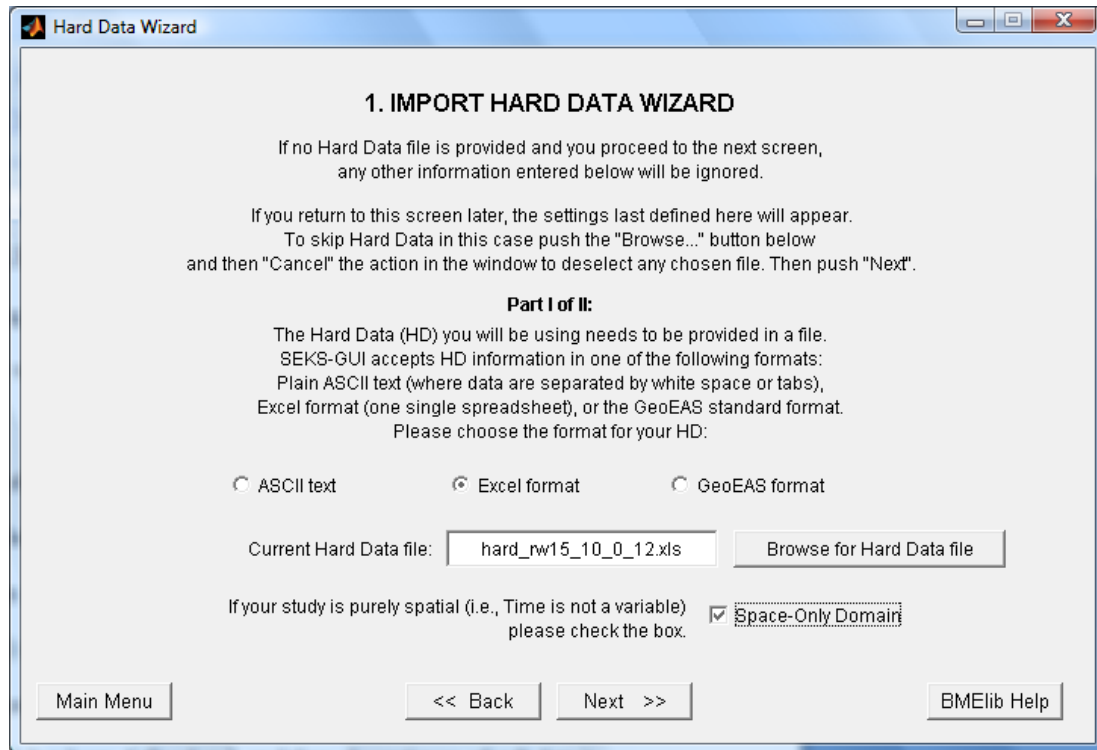 Hard Data Wizard
1. IMPORT HARD DATA WIZARD
If no Hard Data file is provided and you proceed to the next screen,
any other information entered below will be ignored.
If you return to this screen later, the settings last defined here will appear.
To skip Hard Data in this case push the "Browse..." button below
and then "Cancel" the action in the window to deselect any chosen file. Then push "Next".
Part I of II:
The Hard Data (HD) you will be using needs to be provided in a file.
SEKS-GUI accepts HD information in one of the following formats:
Plain ASCII text (where data are separated by white space or tabs),
Excel format (one single spreadsheet), or the GeoEAS standard format.
Please choose the format for your HD:
ASCII text Excel format GeoEAS format
Current Hard Data file: hard_rw15_10_0_12.xls Browse for Hard Data file
If your study is purely spatial (i.e., Time is not a variable)
please check the box. Space-Only Domain
Main Menu << Back Next >> BMElib Help